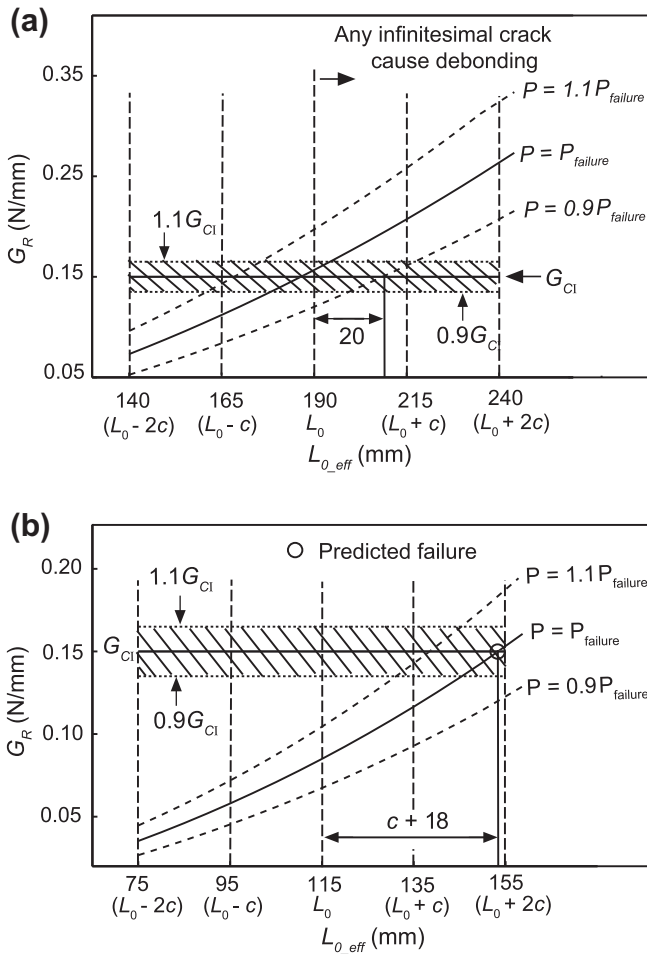 (a)
Any infinitesimal crack
cause debonding
0.35
P = 1.1P_failure
0.25
P = P_failure
1.1G_CI
P = 0.9P_failure
G_R (N/mm)
0.15
G_CI
20
0.9G_C
0.05
140 165 190 215 240
(L_0 - 2c) (L_0 - c) L_0 (L_0 + c) (L_0 + 2c)
L_0_eff (mm)
(b)
Predicted failure
0.20
1.1G_CI
P = 1.1P_failure
P = P_failure
G_CI
0.15
0.9G_CI
P = 0.9P_failure
G_R (N/mm)
0.10
c + 18
0.05
75 95 115 135 155
(L_0 - 2c) (L_0 - c) L_0 (L_0 + c) (L_0 + 2c)
L_0_eff (mm)